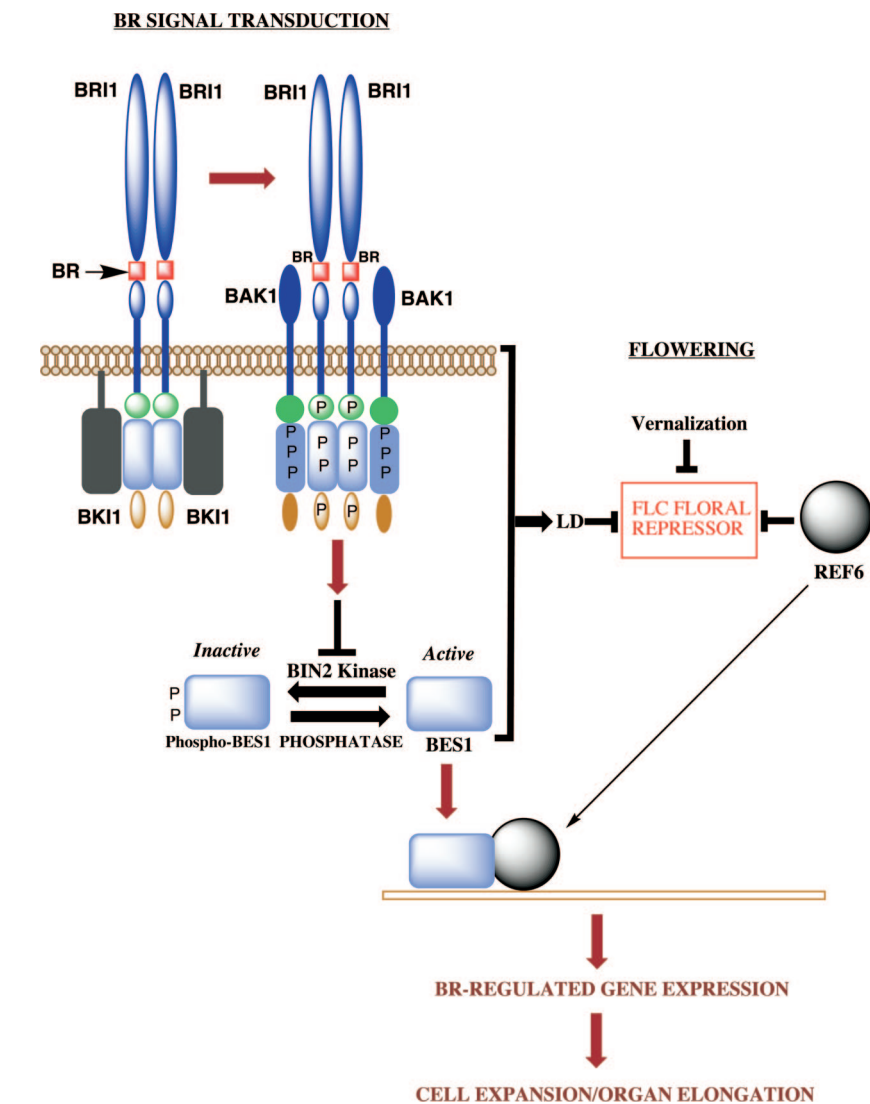 BR SIGNAL TRANSDUCTION
BRI1
BRI1
BRI1
BRI1
BR
BR
BR
BAK1
BAK1
BKI1
BKI1
P
P
P
P
P
P
P
P
P
P
P
P
P
P
FLOWERING
Vernalization
LD
FLC FLORAL
REPRESSOR
REF6
Inactive
Active
BIN2 Kinase
P
P
Phospho-BES1
PHOSPHATASE
BES1
BR-REGULATED GENE EXPRESSION
CELL EXPANSION/ORGAN ELONGATION